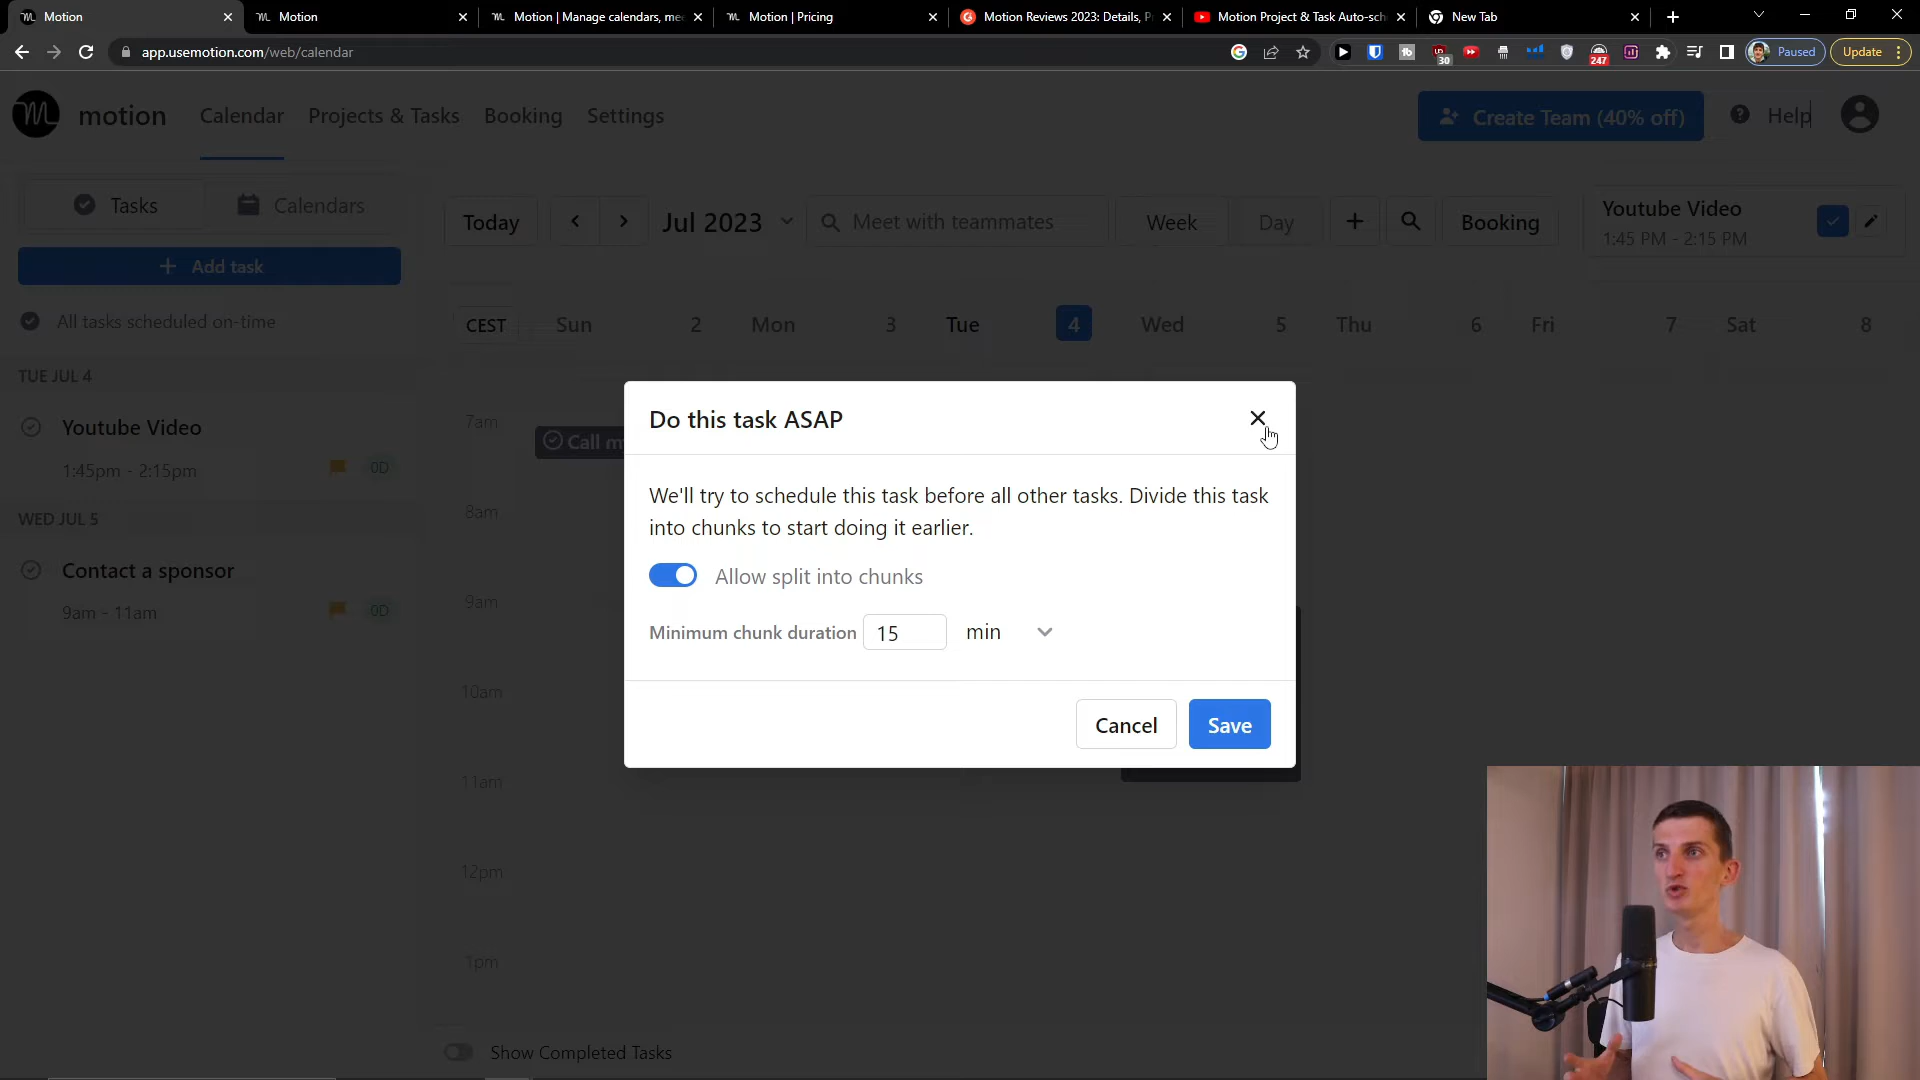 Motion
Motion
Motion | Manage calendars, me
Motion | Pricing
Motion Reviews 2023: Details, P
Motion Project & Task Auto-sch
New Tab
app.usemotion.com/web/calendar
30
247
Paused
Update
motion
Calendar
Projects & Tasks
Booking
Settings
Create Team (40% off)
Help
Tasks
Calendars
Today
Jul 2023
Meet with teammates
Week
Day
Booking
Youtube Video
1:45 PM - 2:15 PM
Add task
All tasks scheduled on-time
CEST
Sun 2
Mon 3
Tue 4
Wed 5
Thu 6
Fri 7
Sat 8
TUE JUL 4
Youtube Video
1:45pm - 2:15pm
0D
WED JUL 5
Contact a sponsor
9am - 11am
0D
7am
Call m
8am
9am
10am
11am
12pm
1pm
Do this task ASAP
We'll try to schedule this task before all other tasks. Divide this task
into chunks to start doing it earlier.
Allow split into chunks
Minimum chunk duration 15 min
Cancel
Save
Show Completed Tasks